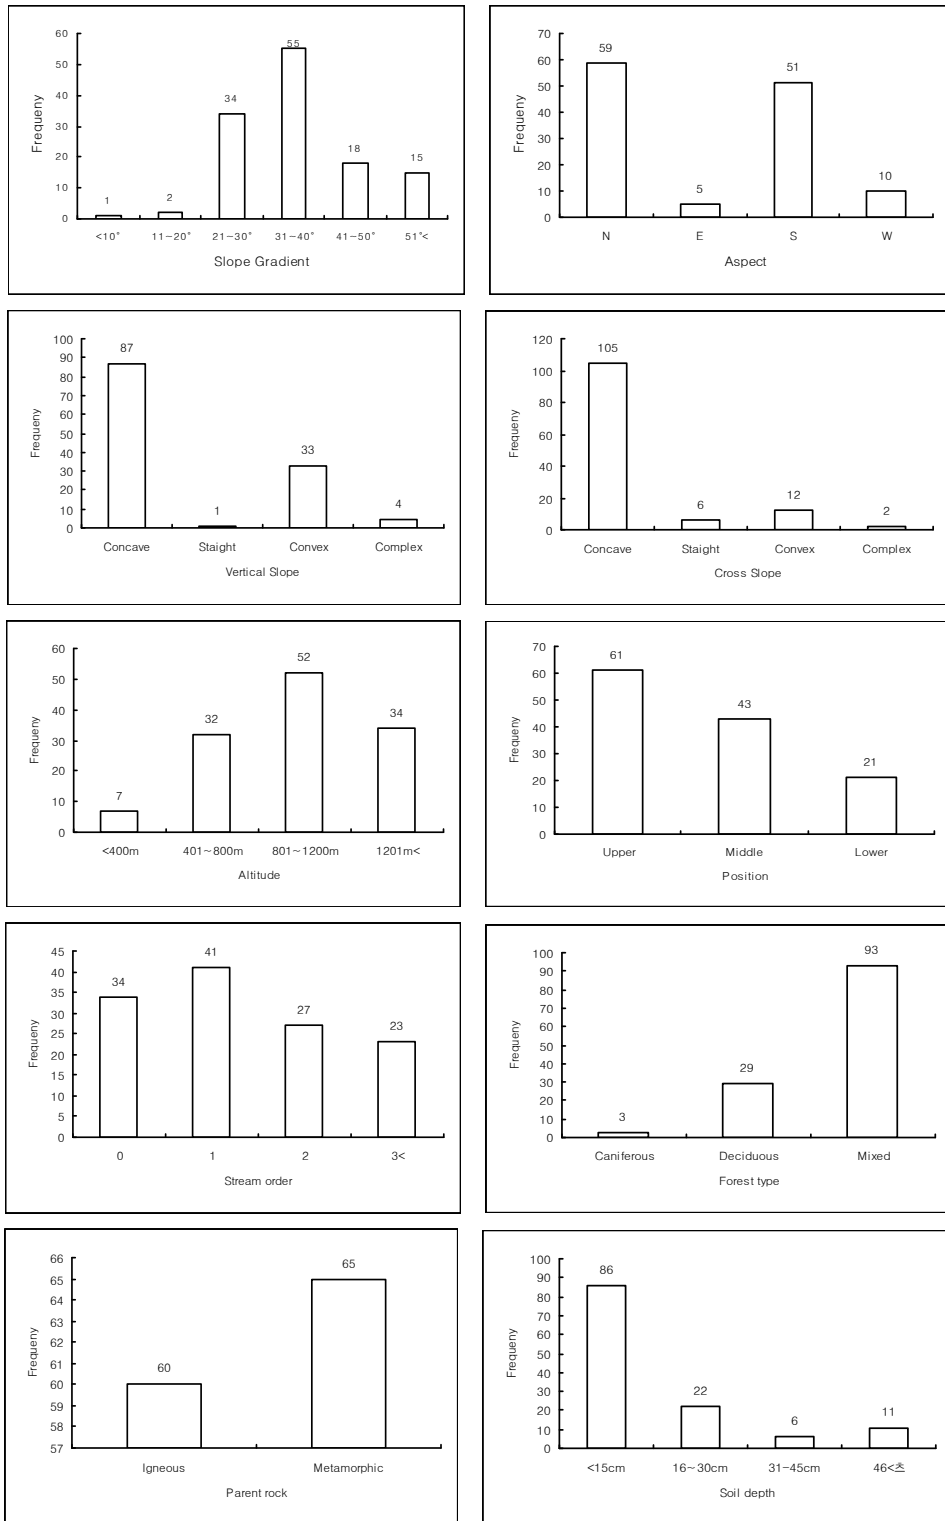 60
50
40
30
20
10
0
Frequeny
1
2
34
55
18
15
<10°
11~20°
21~30°
31~40°
41~50°
51°<
Slope Gradient
70
60
50
40
30
20
10
0
Frequeny
59
5
51
10
N
E
S
W
Aspect
100
90
80
70
60
50
40
30
20
10
0
Frequeny
87
1
33
4
Concave
Staight
Convex
Complex
Vertical Slope
120
100
80
60
40
20
0
Frequeny
105
6
12
2
Concave
Staight
Convex
Complex
Cross Slope
60
50
40
30
20
10
0
Frequeny
7
32
52
34
<400m
401~800m
801~1200m
1201m<
Altitude
70
60
50
40
30
20
10
0
Frequeny
61
43
21
Upper
Middle
Lower
Position
45
40
35
30
25
20
15
10
5
0
Frequeny
34
41
27
23
0
1
2
3<
Stream order
100
90
80
70
60
50
40
30
20
10
0
Frequeny
3
29
93
Caniferous
Deciduous
Mixed
Forest type
66
65
64
63
62
61
60
59
58
57
Frequeny
60
65
Igneous
Metamorphic
Parent rock
100
90
80
70
60
50
40
30
20
10
0
Frequeny
86
22
6
11
<15cm
16~30cm
31~45cm
46<츠
Soil depth